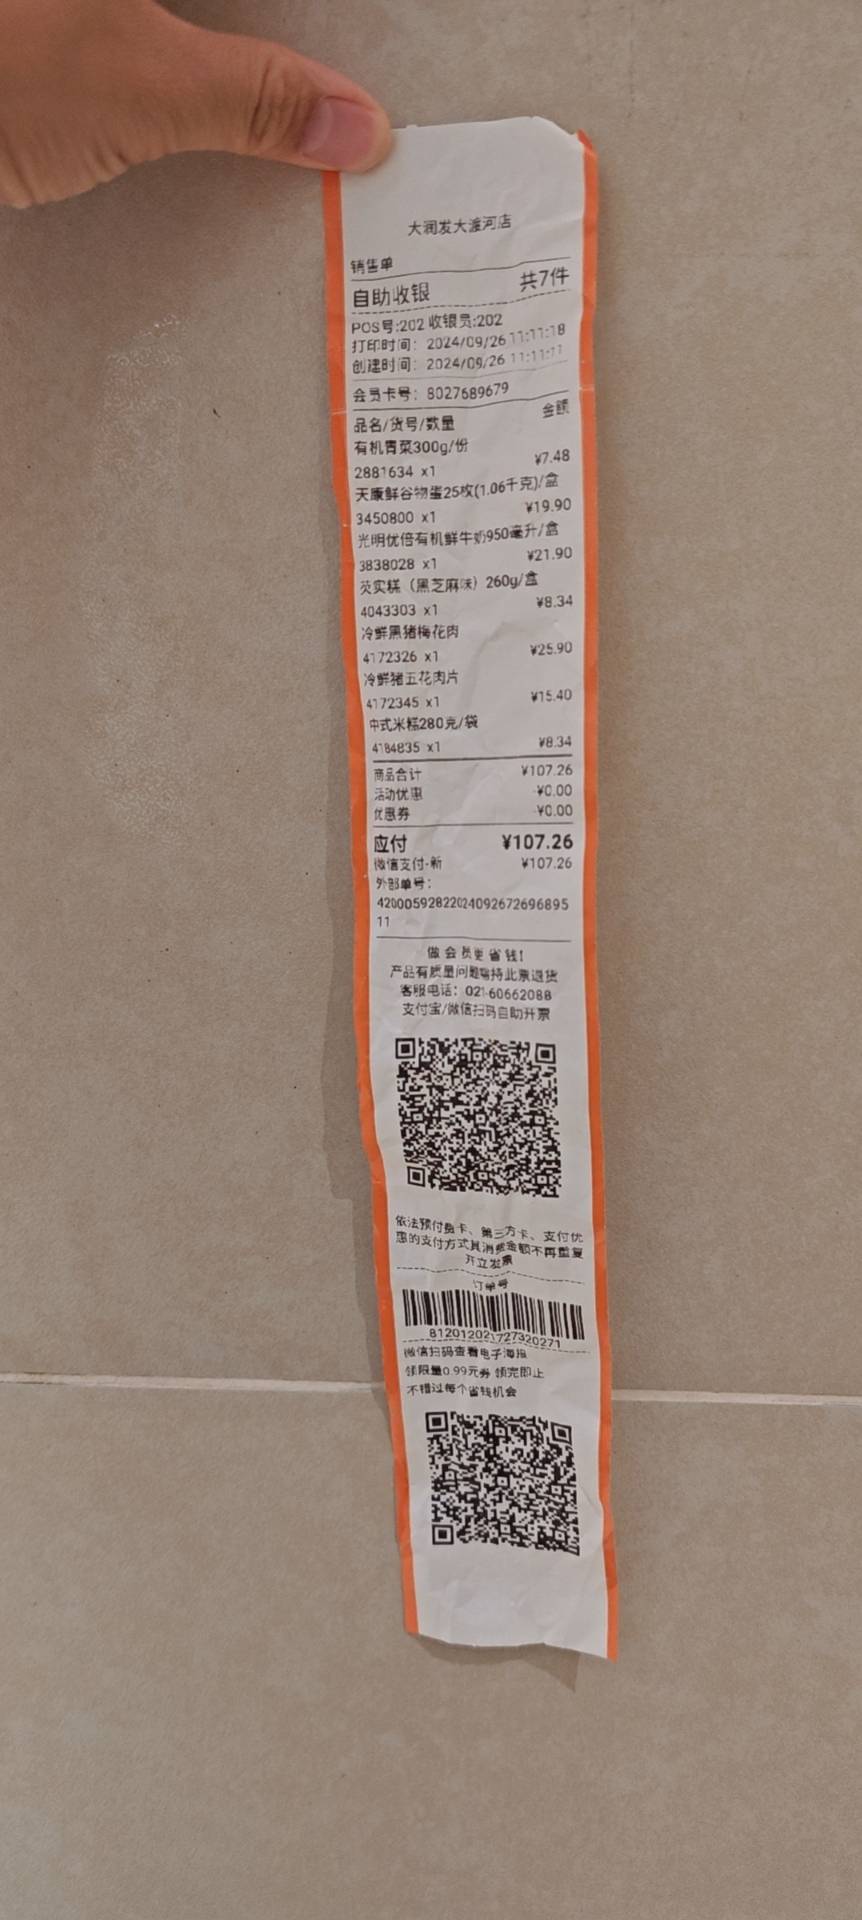 大润发大渡河店
销售单
自助收银 共7件
POS号:202 收银员:202
打印时间: 2024/09/26 11:11:18
创建时间: 2024/09/26 11:11:11
会员卡号: 8027689679
品名/货号/数量 金额
有机青菜300g/份
2881634 x1 ¥7.48
天康鲜谷物蛋25枚(1.06千克)/盒
3450800 x1 ¥19.90
光明优倍有机鲜牛奶950毫升/盒
3838028 x1 ¥21.90
芡实糕（黑芝麻味）260g/盒
4043303 x1 ¥8.34
冷鲜黑猪梅花肉
4172326 x1 ¥25.90
冷鲜猪五花肉片
4172345 x1 ¥15.40
中式米糕280克/袋
4184835 x1 ¥8.34
商品合计 ¥107.26
活动优惠 -¥0.00
优惠券 -¥0.00
应付 ¥107.26
微信支付-新 ¥107.26
外部单号:
42000592822024092672696895
11
做会员更省钱!
产品有质量问题请持此票退货
客服电话: 021-60662088
支付宝/微信扫码自助开票
依法预付费卡、第三方卡、支付优
惠的支付方式其消费金额不再重复
开立发票
订单号
812012021727320271
微信扫码查看电子海报
领限量0.99元券 领完即止
不错过每个省钱机会